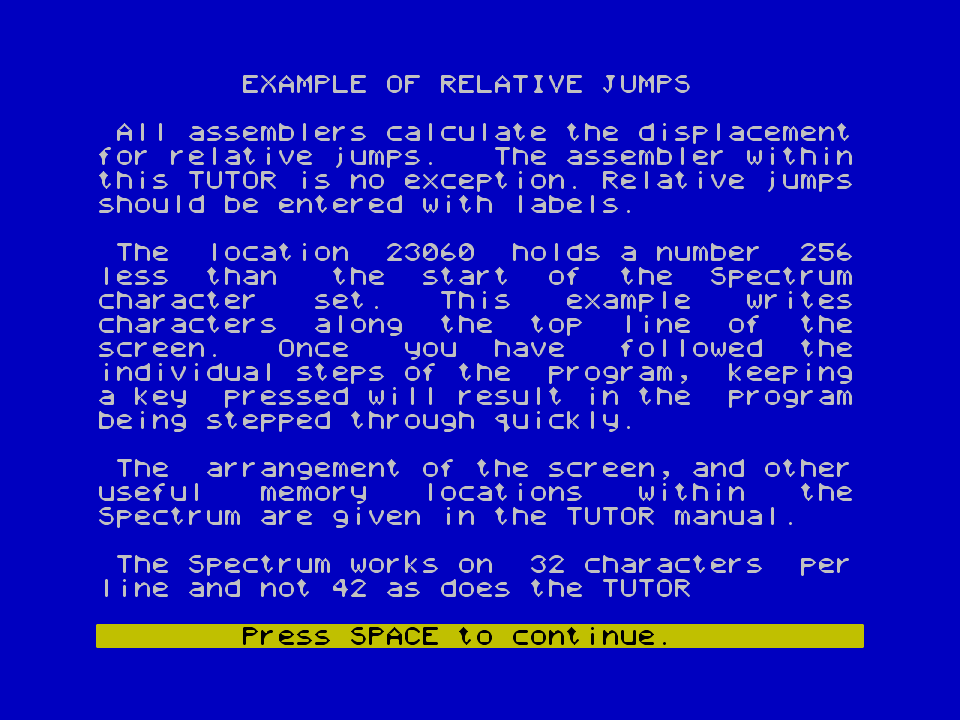 EXAMPLE OF RELATIVE JUMPS
All assemblers calculate the displacement
for relative jumps. The assembler within
this TUTOR is no exception. Relative jumps
should be entered with labels.
The location 23060 holds a number 256
less than the start of the Spectrum
character set. This example writes
characters along the top line of the
screen. Once you have followed the
individual steps of the program, keeping
a key pressed will result in the program
being stepped through quickly.
The arrangement of the screen, and other
useful memory locations within the
Spectrum are given in the TUTOR manual.
The Spectrum works on 32 characters per
line and not 42 as does the TUTOR
Press SPACE to continue.